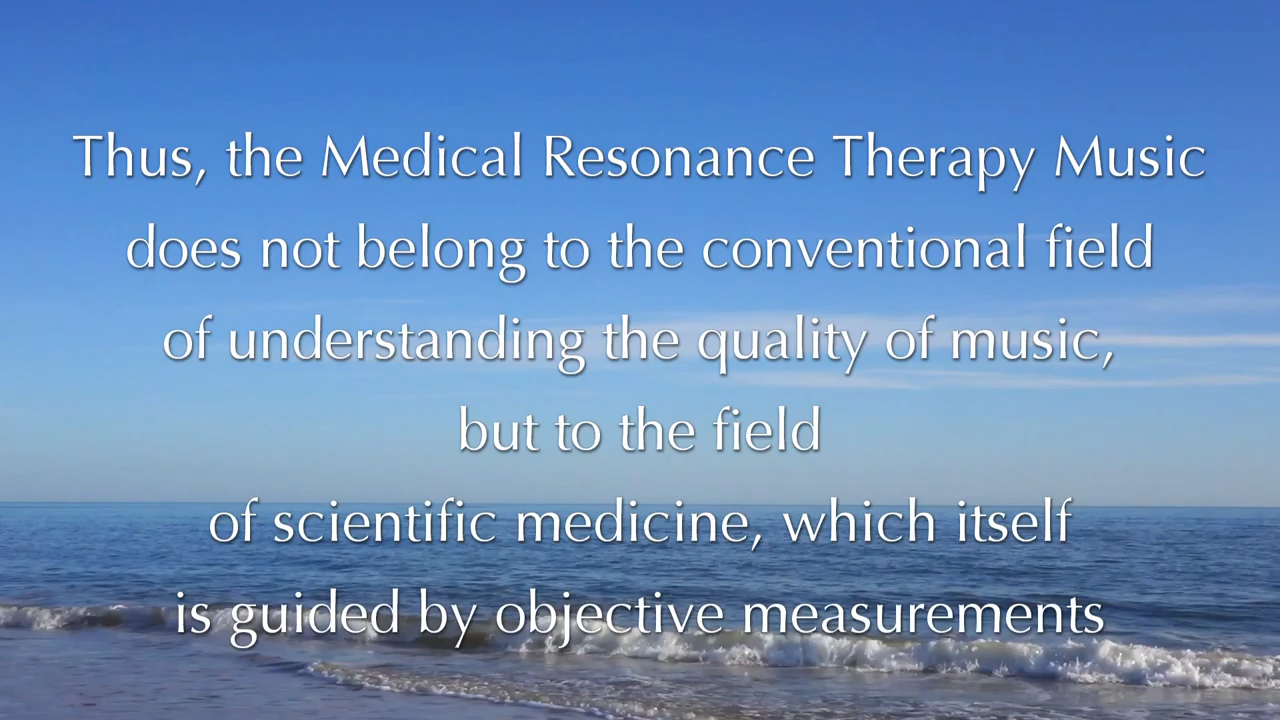 Thus, the Medical Resonance Therapy Music
does not belong to the conventional field
of understanding the quality of music,
but to the field
of scientific medicine, which itself
is guided by objective measurements